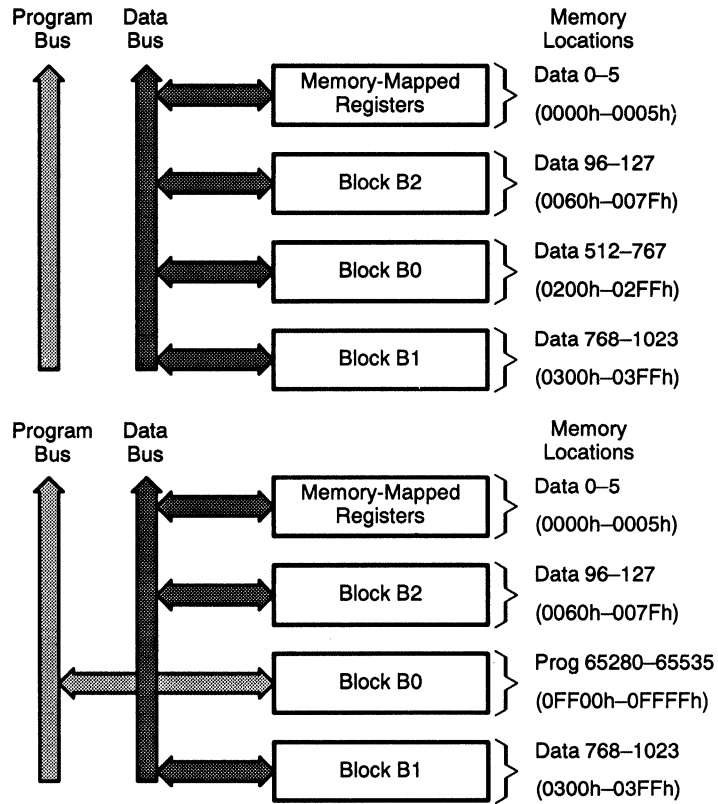 Program
Bus
Data
Bus
Memory
Locations
Memory-Mapped
Registers
Data 0–5
(0000h–0005h)
Block B2
Data 96–127
(0060h–007Fh)
Block B0
Data 512–767
(0200h–02FFh)
Block B1
Data 768–1023
(0300h–03FFh)
Program
Bus
Data
Bus
Memory
Locations
Memory-Mapped
Registers
Data 0–5
(0000h–0005h)
Block B2
Data 96–127
(0060h–007Fh)
Block B0
Prog 65280–65535
(0FF00h–0FFFFh)
Block B1
Data 768–1023
(0300h–03FFh)